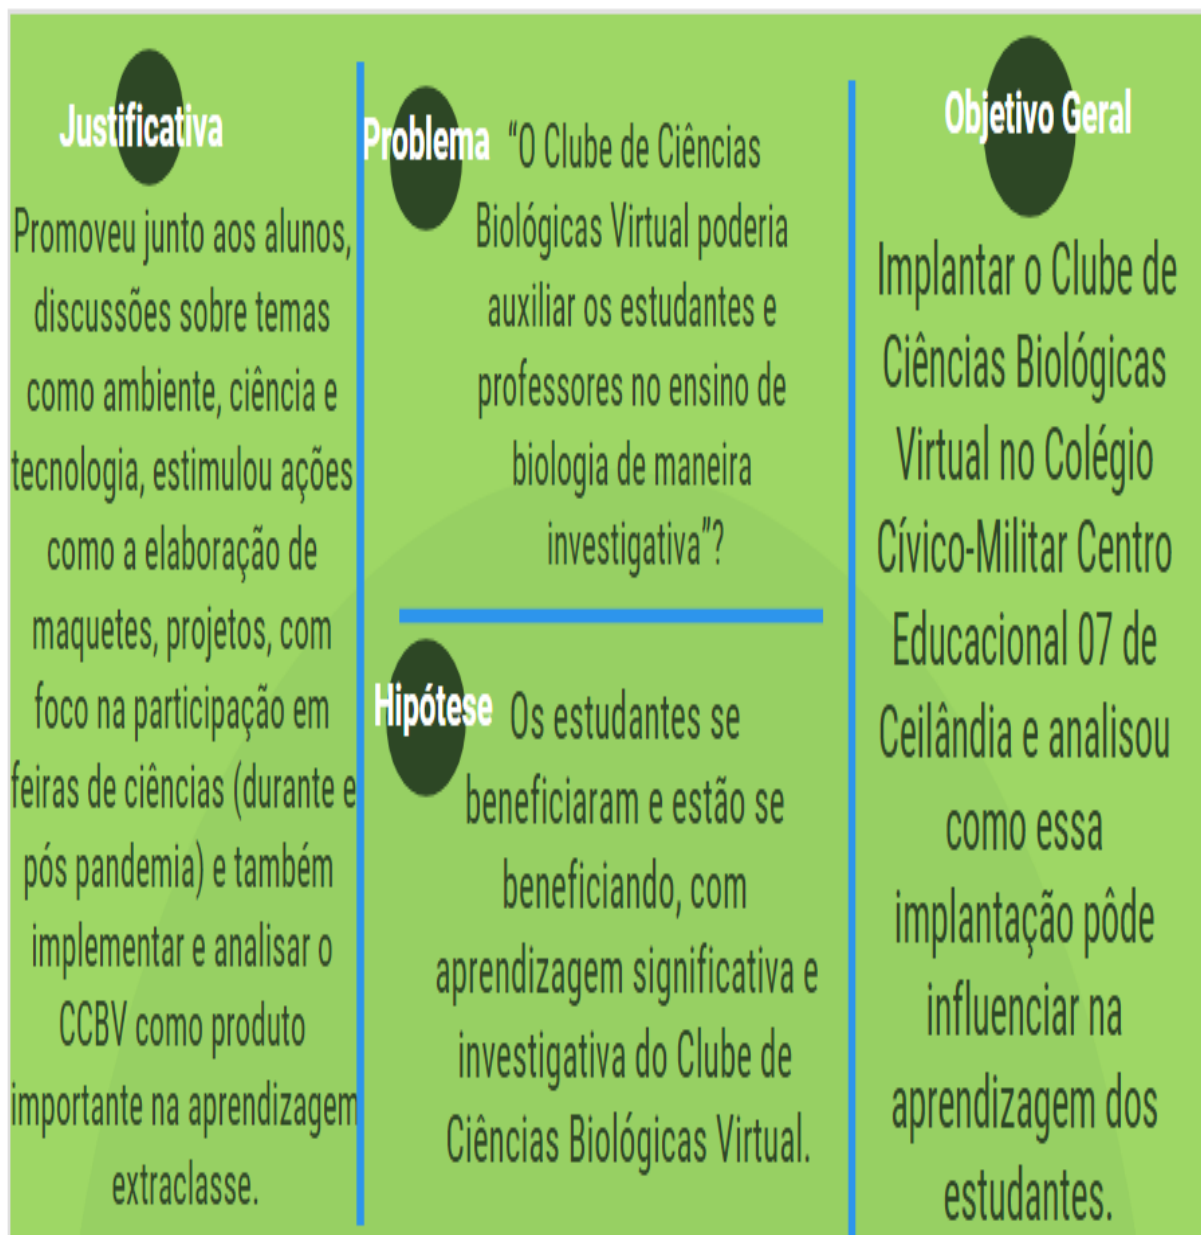 Justificativa
Promoveu junto aos alunos,
discussões sobre temas
como ambiente, ciência e
tecnologia, estimulou ações
como a elaboração de
maquetes, projetos, com
foco na participação em
feiras de ciências (durante e
pós pandemia) e também
implementar e analisar o
CCBV como produto
importante na aprendizagem
extraclasse.
Problema
“O Clube de Ciências
Biológicas Virtual poderia
auxiliar os estudantes e
professores no ensino de
biologia de maneira
investigativa”?
Hipótese
Os estudantes se
beneficiaram e estão se
beneficiando, com
aprendizagem significativa e
investigativa do Clube de
Ciências Biológicas Virtual.
Objetivo Geral
Implantar o Clube de
Ciências Biológicas
Virtual no Colégio
Cívico-Militar Centro
Educacional 07 de
Ceilândia e analisou
como essa
implantação pôde
influenciar na
aprendizagem dos
estudantes.